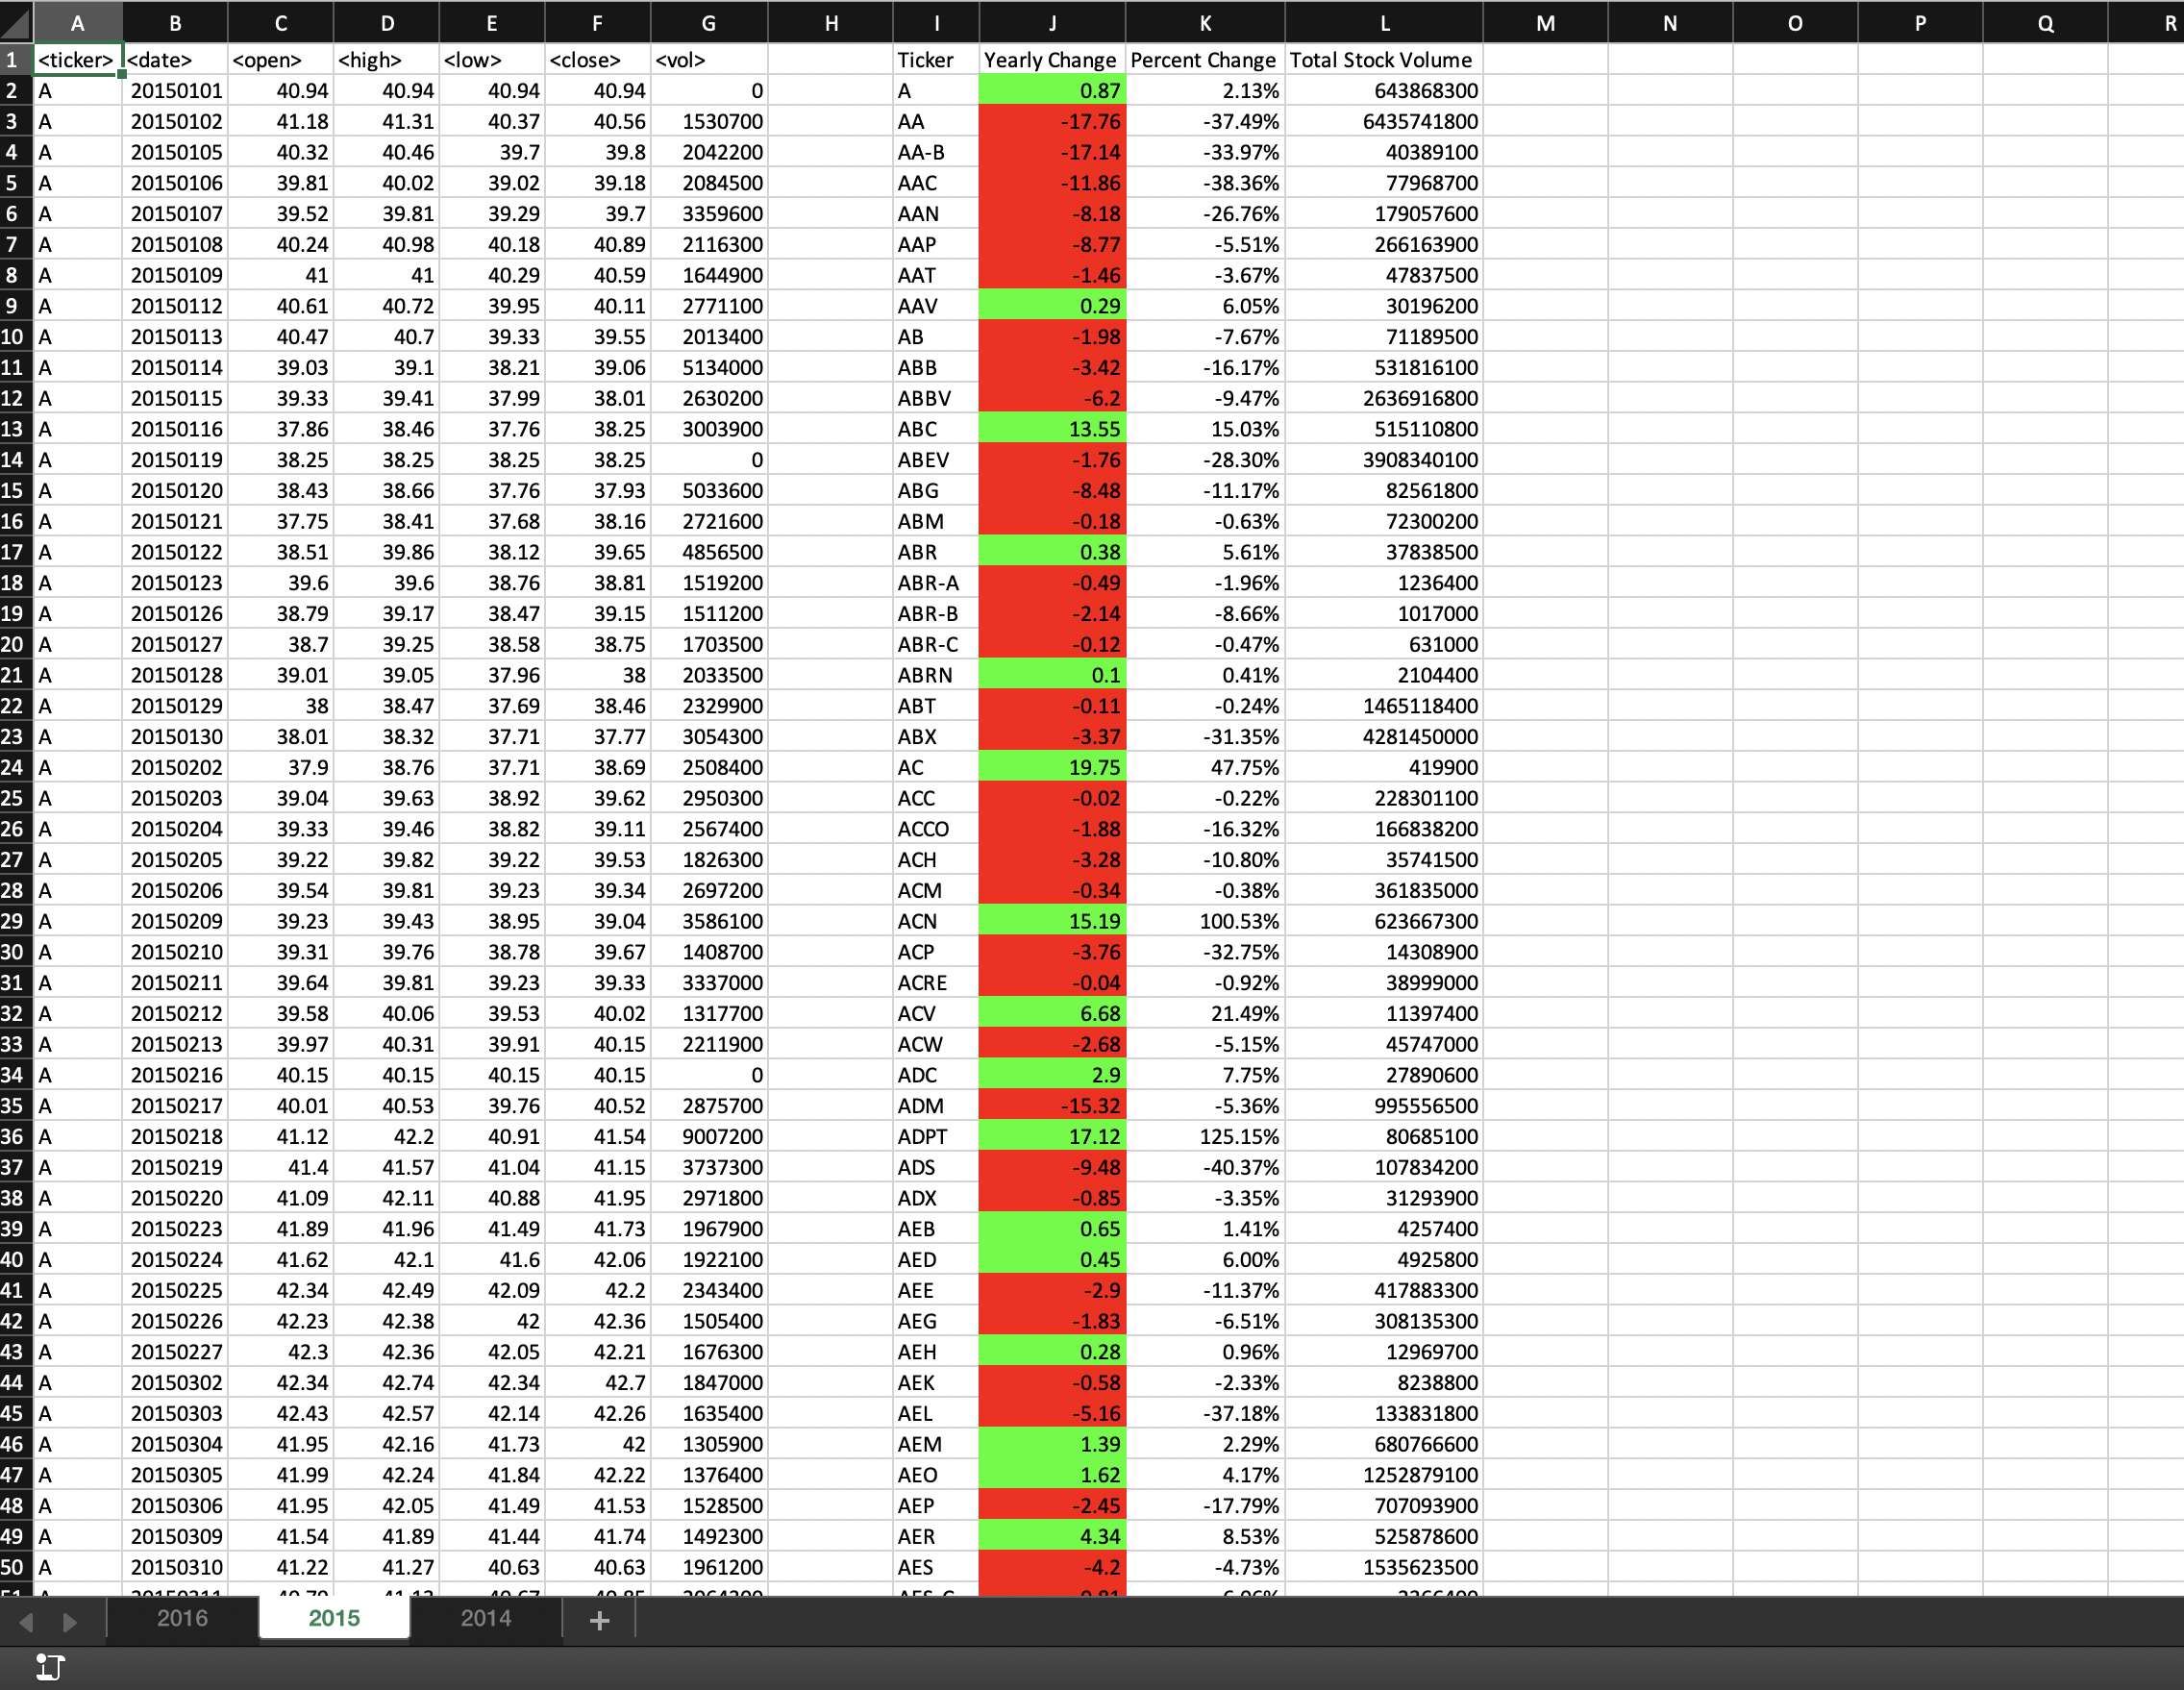 A B C D E F G H I J K L M N O P Q R
1 <ticker> <date> <open> <high> <low> <close> <vol> Ticker Yearly Change Percent Change Total Stock Volume
2 A 20150101 40.94 40.94 40.94 40.94 0 A 0.87 2.13% 643868300
3 A 20150102 41.18 41.31 40.37 40.56 1530700 AA -17.76 -37.49% 6435741800
4 A 20150105 40.32 40.46 39.7 39.8 2042200 AA-B -17.14 -33.97% 40389100
5 A 20150106 39.81 40.02 39.02 39.18 2084500 AAC -11.86 -38.36% 77968700
6 A 20150107 39.52 39.81 39.29 39.7 3359600 AAN -8.18 -26.76% 179057600
7 A 20150108 40.24 40.98 40.18 40.89 2116300 AAP -8.77 -5.51% 266163900
8 A 20150109 41 41 40.29 40.59 1644900 AAT -1.46 -3.67% 47837500
9 A 20150112 40.61 40.72 39.95 40.11 2771100 AAV 0.29 6.05% 30196200
10 A 20150113 40.47 40.7 39.33 39.55 2013400 AB -1.98 -7.67% 71189500
11 A 20150114 39.03 39.1 38.21 39.06 5134000 ABB -3.42 -16.17% 531816100
12 A 20150115 39.33 39.41 37.99 38.01 2630200 ABBV -6.2 -9.47% 2636916800
13 A 20150116 37.86 38.46 37.76 38.25 3003900 ABC 13.55 15.03% 515110800
14 A 20150119 38.25 38.25 38.25 38.25 0 ABEV -1.76 -28.30% 3908340100
15 A 20150120 38.43 38.66 37.76 37.93 5033600 ABG -8.48 -11.17% 82561800
16 A 20150121 37.75 38.41 37.68 38.16 2721600 ABM -0.18 -0.63% 72300200
17 A 20150122 38.51 39.86 38.12 39.65 4856500 ABR 0.38 5.61% 37838500
18 A 20150123 39.6 39.6 38.76 38.81 1519200 ABR-A -0.49 -1.96% 1236400
19 A 20150126 38.79 39.17 38.47 39.15 1511200 ABR-B -2.14 -8.66% 1017000
20 A 20150127 38.7 39.25 38.58 38.75 1703500 ABR-C -0.12 -0.47% 631000
21 A 20150128 39.01 39.05 37.96 38 2033500 ABRN 0.1 0.41% 2104400
22 A 20150129 38 38.47 37.69 38.46 2329900 ABT -0.11 -0.24% 1465118400
23 A 20150130 38.01 38.32 37.71 37.77 3054300 ABX -3.37 -31.35% 4281450000
24 A 20150202 37.9 38.76 37.71 38.69 2508400 AC 19.75 47.75% 419900
25 A 20150203 39.04 39.63 38.92 39.62 2950300 ACC -0.02 -0.22% 228301100
26 A 20150204 39.33 39.46 38.82 39.11 2567400 ACCO -1.88 -16.32% 166838200
27 A 20150205 39.22 39.82 39.22 39.53 1826300 ACH -3.28 -10.80% 35741500
28 A 20150206 39.54 39.81 39.23 39.34 2697200 ACM -0.34 -0.38% 361835000
29 A 20150209 39.23 39.43 38.95 39.04 3586100 ACN 15.19 100.53% 623667300
30 A 20150210 39.31 39.76 38.78 39.67 1408700 ACP -3.76 -32.75% 14308900
31 A 20150211 39.64 39.81 39.23 39.33 3337000 ACRE -0.04 -0.92% 38999000
32 A 20150212 39.58 40.06 39.53 40.02 1317700 ACV 6.68 21.49% 11397400
33 A 20150213 39.97 40.31 39.91 40.15 2211900 ACW -2.68 -5.15% 45747000
34 A 20150216 40.15 40.15 40.15 40.15 0 ADC 2.9 7.75% 27890600
35 A 20150217 40.01 40.53 39.76 40.52 2875700 ADM -15.32 -5.36% 995556500
36 A 20150218 41.12 42.2 40.91 41.54 9007200 ADPT 17.12 125.15% 80685100
37 A 20150219 41.4 41.57 41.04 41.15 3737300 ADS -9.48 -40.37% 107834200
38 A 20150220 41.09 42.11 40.88 41.95 2971800 ADX -0.85 -3.35% 31293900
39 A 20150223 41.89 41.96 41.49 41.73 1967900 AEB 0.65 1.41% 4257400
40 A 20150224 41.62 42.1 41.6 42.06 1922100 AED 0.45 6.00% 4925800
41 A 20150225 42.34 42.49 42.09 42.2 2343400 AEE -2.9 -11.37% 417883300
42 A 20150226 42.23 42.38 42 42.36 1505400 AEG -1.83 -6.51% 308135300
43 A 20150227 42.3 42.36 42.05 42.21 1676300 AEH 0.28 0.96% 12969700
44 A 20150302 42.34 42.74 42.34 42.7 1847000 AEK -0.58 -2.33% 8238800
45 A 20150303 42.43 42.57 42.14 42.26 1635400 AEL -5.16 -37.18% 133831800
46 A 20150304 41.95 42.16 41.73 42 1305900 AEM 1.39 2.29% 680766600
47 A 20150305 41.99 42.24 41.84 42.22 1376400 AEO 1.62 4.17% 1252879100
48 A 20150306 41.95 42.05 41.49 41.53 1528500 AEP -2.45 -17.79% 707093900
49 A 20150309 41.54 41.89 41.44 41.74 1492300 AER 4.34 8.53% 525878600
50 A 20150310 41.22 41.27 40.63 40.63 1961200 AES -4.2 -4.73% 1535623500
2016 2015 2014 +